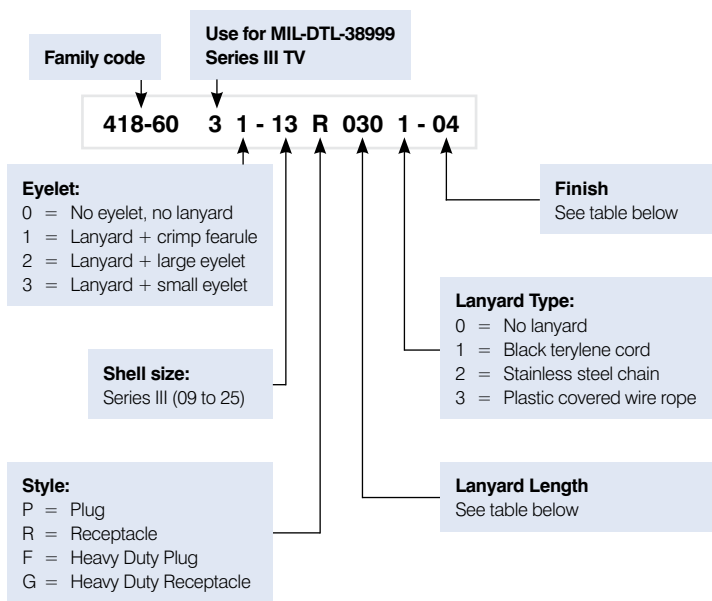 Family code
Use for MIL-DTL-38999
Series III TV
418-60 3 1 - 13 R 030 1 - 04
Eyelet:
0 = No eyelet, no lanyard
1 = Lanyard + crimp fearule
2 = Lanyard + large eyelet
3 = Lanyard + small eyelet
Finish
See table below
Shell size:
Series III (09 to 25)
Lanyard Type:
0 = No lanyard
1 = Black terylene cord
2 = Stainless steel chain
3 = Plastic covered wire rope
Style:
P = Plug
R = Receptacle
F = Heavy Duty Plug
G = Heavy Duty Receptacle
Lanyard Length
See table below